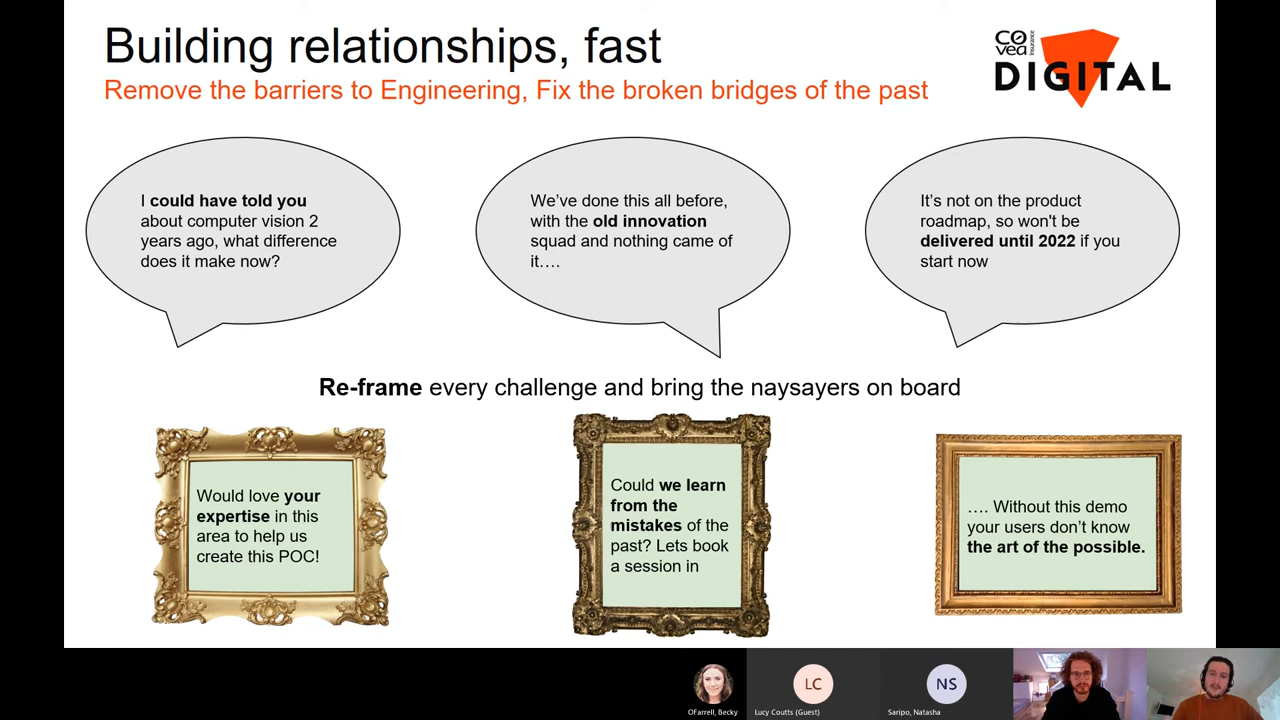 Building relationships, fast
Remove the barriers to Engineering, Fix the broken bridges of the past
COvea Insurance
DIGITAL
I could have told you
about computer vision 2
years ago, what difference
does it make now?
We’ve done this all before,
with the old innovation
squad and nothing came of
it….
It’s not on the product
roadmap, so won't be
delivered until 2022 if you
start now
Re-frame every challenge and bring the naysayers on board
Would love your
expertise in this
area to help us
create this POC!
Could we learn
from the
mistakes of the
past? Lets book
a session in
…. Without this demo
your users don’t know
the art of the possible.
LC
NS
OFarrell, Becky
Lucy Coutts (Guest)
Saripo, Natasha